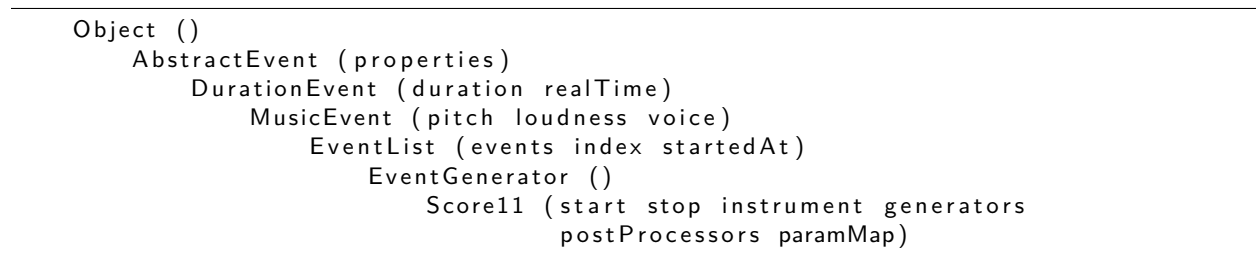 Object ()
AbstractEvent (properties)
DurationEvent (duration realTime)
MusicEvent (pitch loudness voice)
EventList (events index startedAt)
EventGenerator ()
Score11 (start stop instrument generators
postProcessors paramMap)